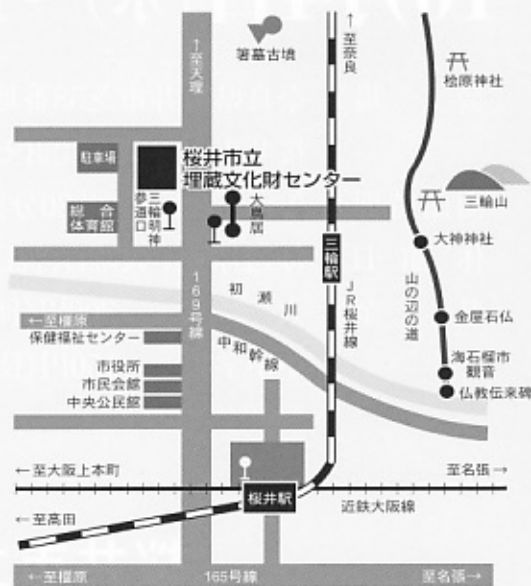 ↑至天理
箸墓古墳
↑至奈良
桧原神社
駐車場
桜井市立
埋蔵文化財センター
総合
体育館
三輪明神
参道口
大鳥居
三輪山
三輪駅
大神神社
169号線
初瀬川
JR桜井線
山の辺の道
金屋石仏
←至橿原
保健福祉センター
中和幹線
海石榴市
観音
市役所
市民会館
中央公民館
仏教伝来碑
←至大阪上本町
至名張→
桜井駅
近鉄大阪線
←至高田
←至橿原
165号線
至名張→